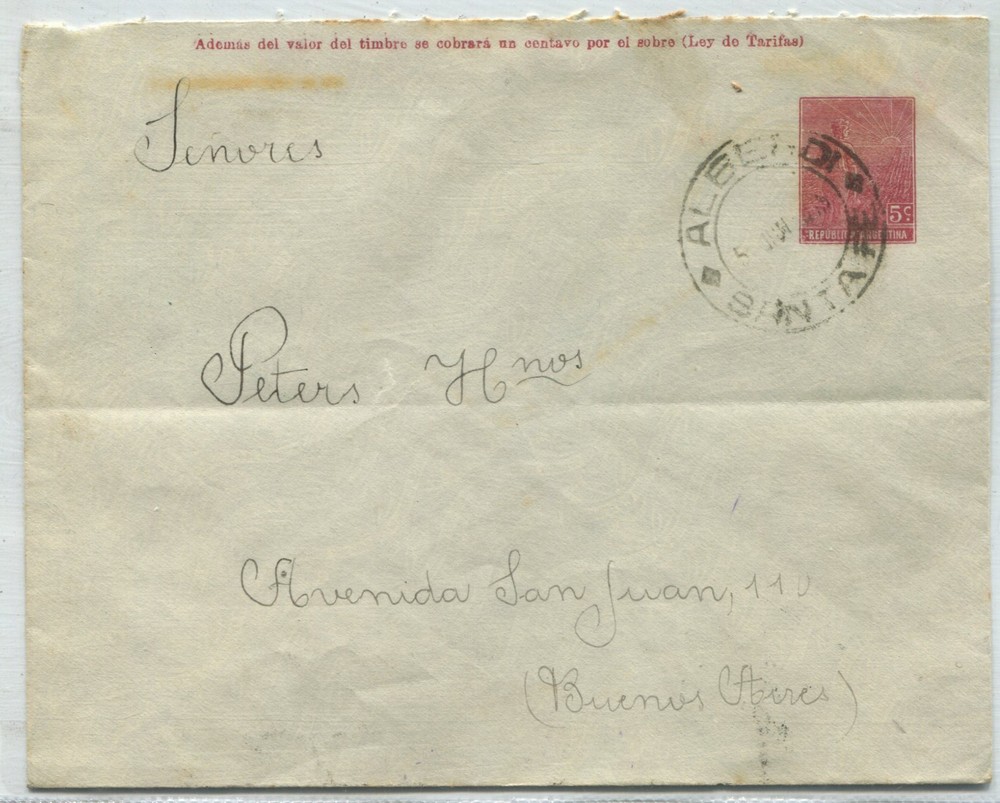 Además del valor del timbre se cobrará un centavo por el sobre (Ley de Tarifas)
Señores
5c
REPUBLICA ARGENTINA
SANTA FE
Peters Hnos
Avenida San Juan, 110
(Buenos Aires)